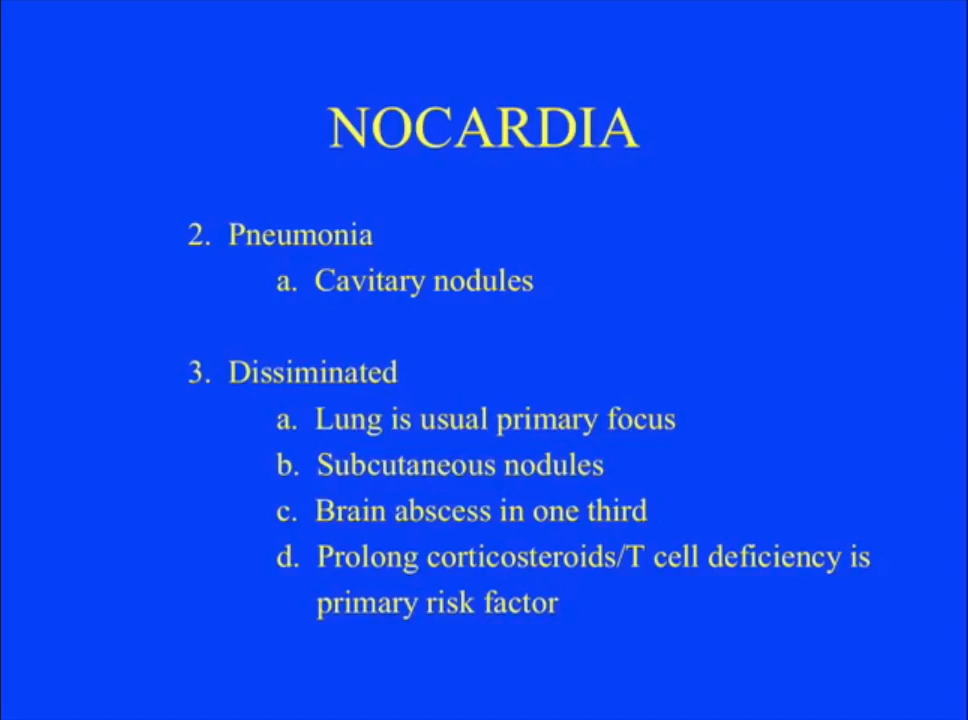 NOCARDIA
2. Pneumonia
a. Cavitary nodules
3. Dissiminated
a. Lung is usual primary focus
b. Subcutaneous nodules
c. Brain abscess in one third
d. Prolong corticosteroids/T cell deficiency is
primary risk factor